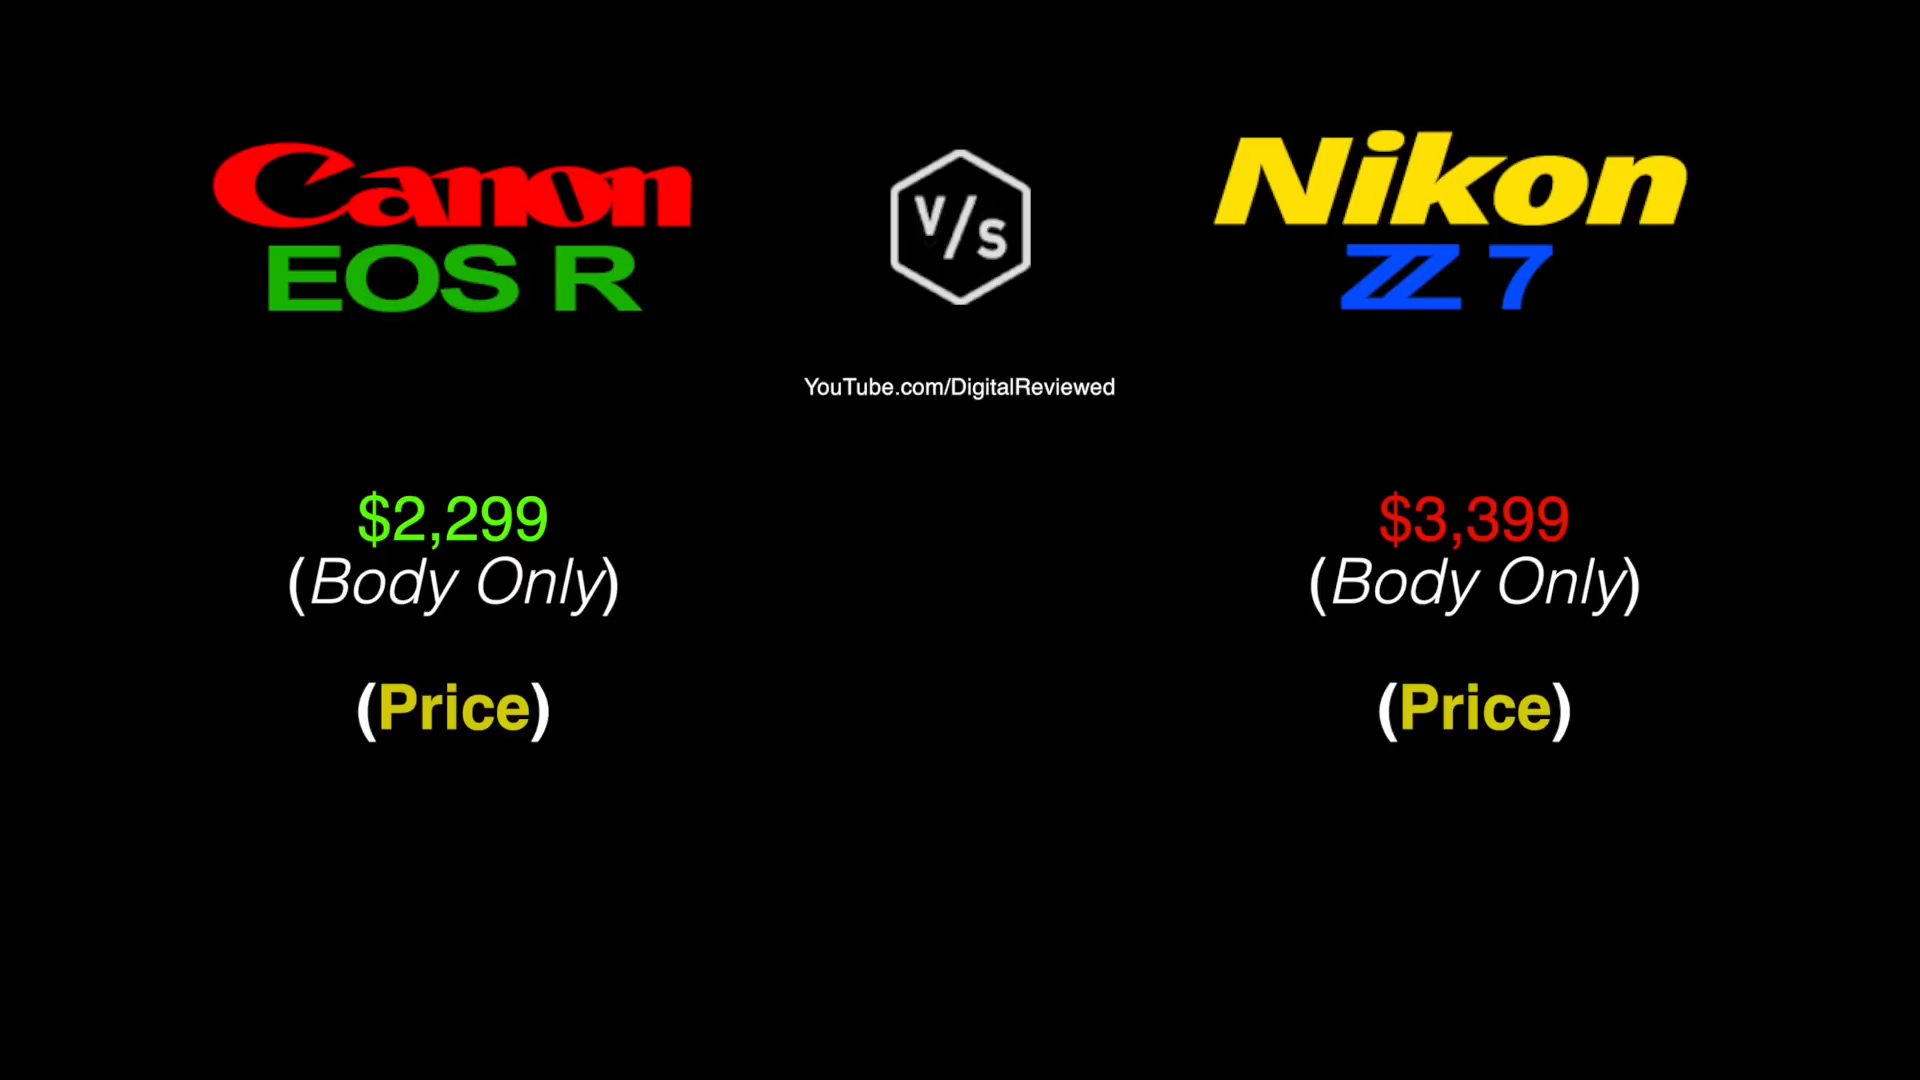 Canon
EOS R
V/S
Nikon
Z 7
YouTube.com/DigitalReviewed
$2,299
(Body Only)
(Price)
$3,399
(Body Only)
(Price)